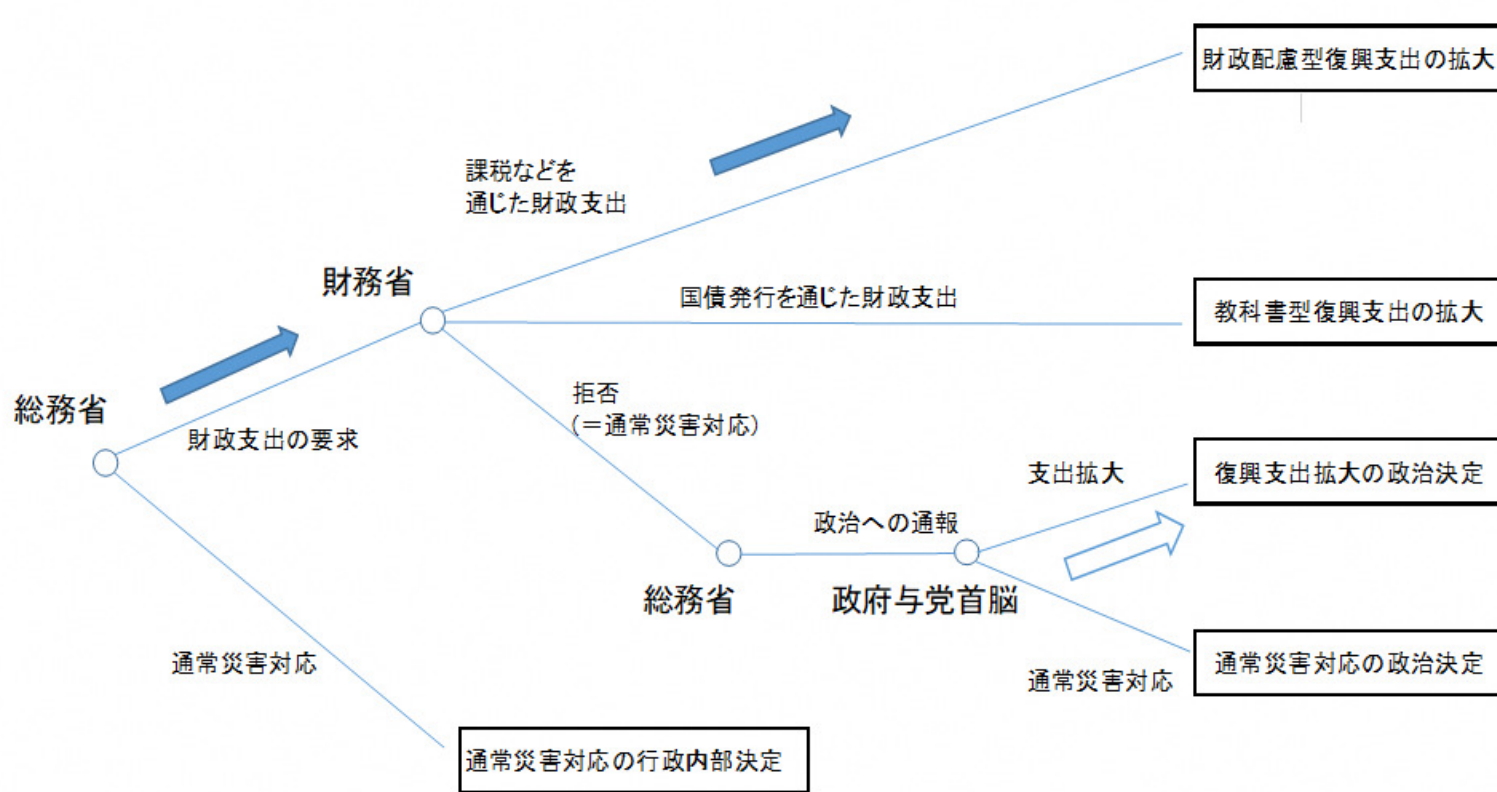 財政配慮型復興支出の拡大
課税などを
通じた財政支出
財務省
国債発行を通じた財政支出
教科書型復興支出の拡大
総務省
財政支出の要求
拒否
(＝通常災害対応)
支出拡大
復興支出拡大の政治決定
政治への通報
総務省
政府与党首脳
通常災害対応
通常災害対応の政治決定
通常災害対応
通常災害対応の行政内部決定